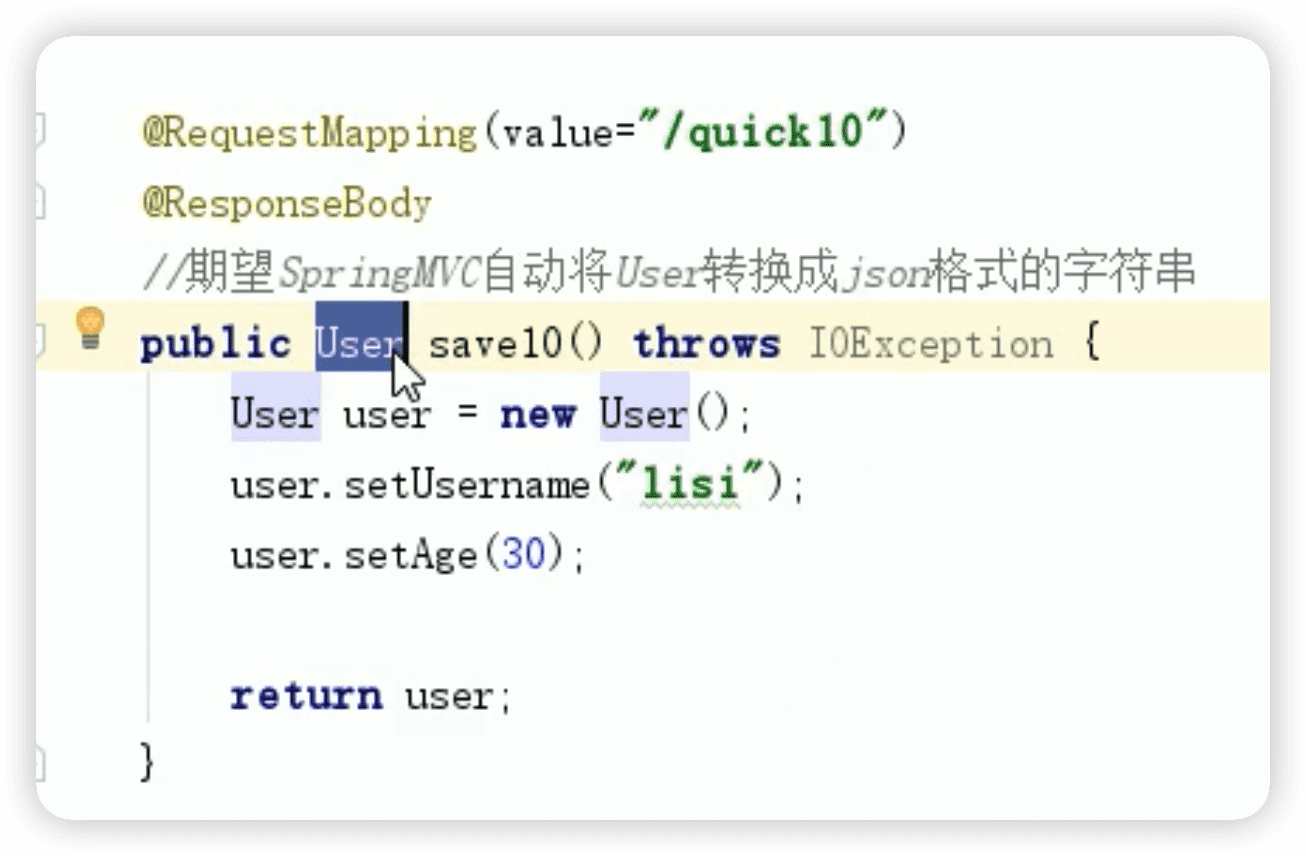 @RequestMapping(value="/quick10")
@ResponseBody
//期望SpringMVC自动将User转换成json格式的字符串
public User save10() throws IOException {
User user = new User();
user.setUsername("lisi");
user.setAge(30);
return user;
}